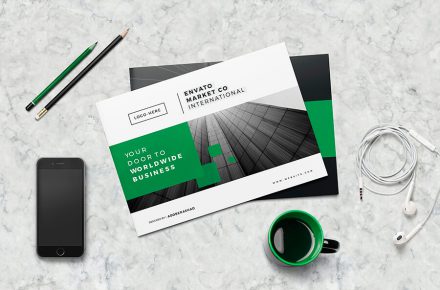 LOGO-HERE
ENVATO
MARKET CO
INTERNATIONAL
YOUR
DOOR TO
WORLDWIDE
BUSINESS
WWW.WEBSITE.COM